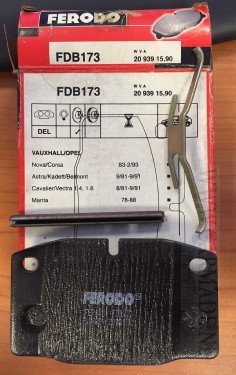 FERODO
FDB173
W V A
20 939 15,90
FDB173
W V A
20 939 15,90
DEL
VAUXHALL/OPEL
Nova/Corsa 83-2/93
Astra/Kadett/Belmont 9/81-9/91
Cavalier/Vectra 1.4, 1.6 8/81-9/91
Manta 78-88
FERODO